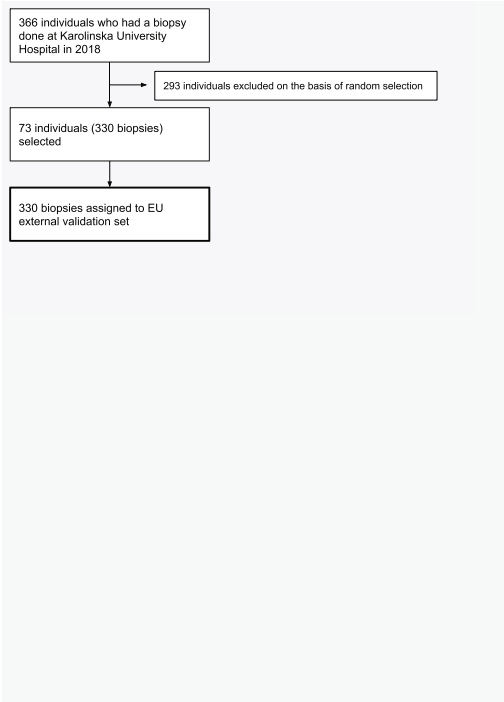 366 individuals who had a biopsy
done at Karolinska University
Hospital in 2018
293 individuals excluded on the basis of random selection
73 individuals (330 biopsies)
selected
330 biopsies assigned to EU
external validation set